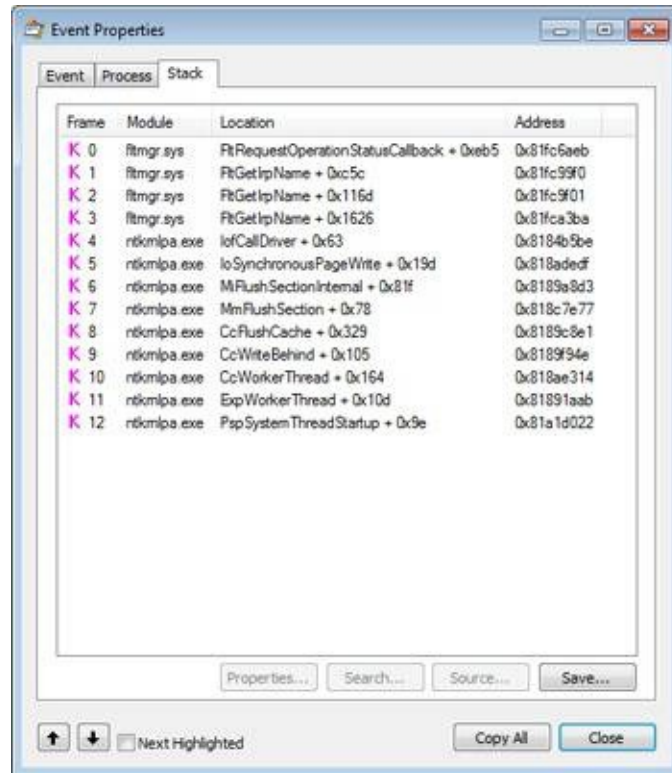 Event Properties
Event Process Stack
Frame Module Location Address
K 0 fltmgr.sys FltRequestOperationStatusCallback + 0xeb5 0x81fc6aeb
K 1 fltmgr.sys FltGetIrpName + 0xc5c 0x81fc99f0
K 2 fltmgr.sys FltGetIrpName + 0x116d 0x81fc9f01
K 3 fltmgr.sys FltGetIrpName + 0x1626 0x81fca3ba
K 4 ntkrnlpa.exe IofCallDriver + 0x63 0x8184b5be
K 5 ntkrnlpa.exe IoSynchronousPageWrite + 0x19d 0x818adedf
K 6 ntkrnlpa.exe MiFlushSectionInternal + 0x81f 0x8189a8d3
K 7 ntkrnlpa.exe MmFlushSection + 0x78 0x818c7e77
K 8 ntkrnlpa.exe CcFlushCache + 0x329 0x8189c8e1
K 9 ntkrnlpa.exe CcWriteBehind + 0x105 0x8189f94e
K 10 ntkrnlpa.exe CcWorkerThread + 0x164 0x818ae314
K 11 ntkrnlpa.exe ExpWorkerThread + 0x10d 0x81891aab
K 12 ntkrnlpa.exe PspSystemThreadStartup + 0x9e 0x81a1d022
Properties... Search... Source... Save...
Next Highlighted Copy All Close